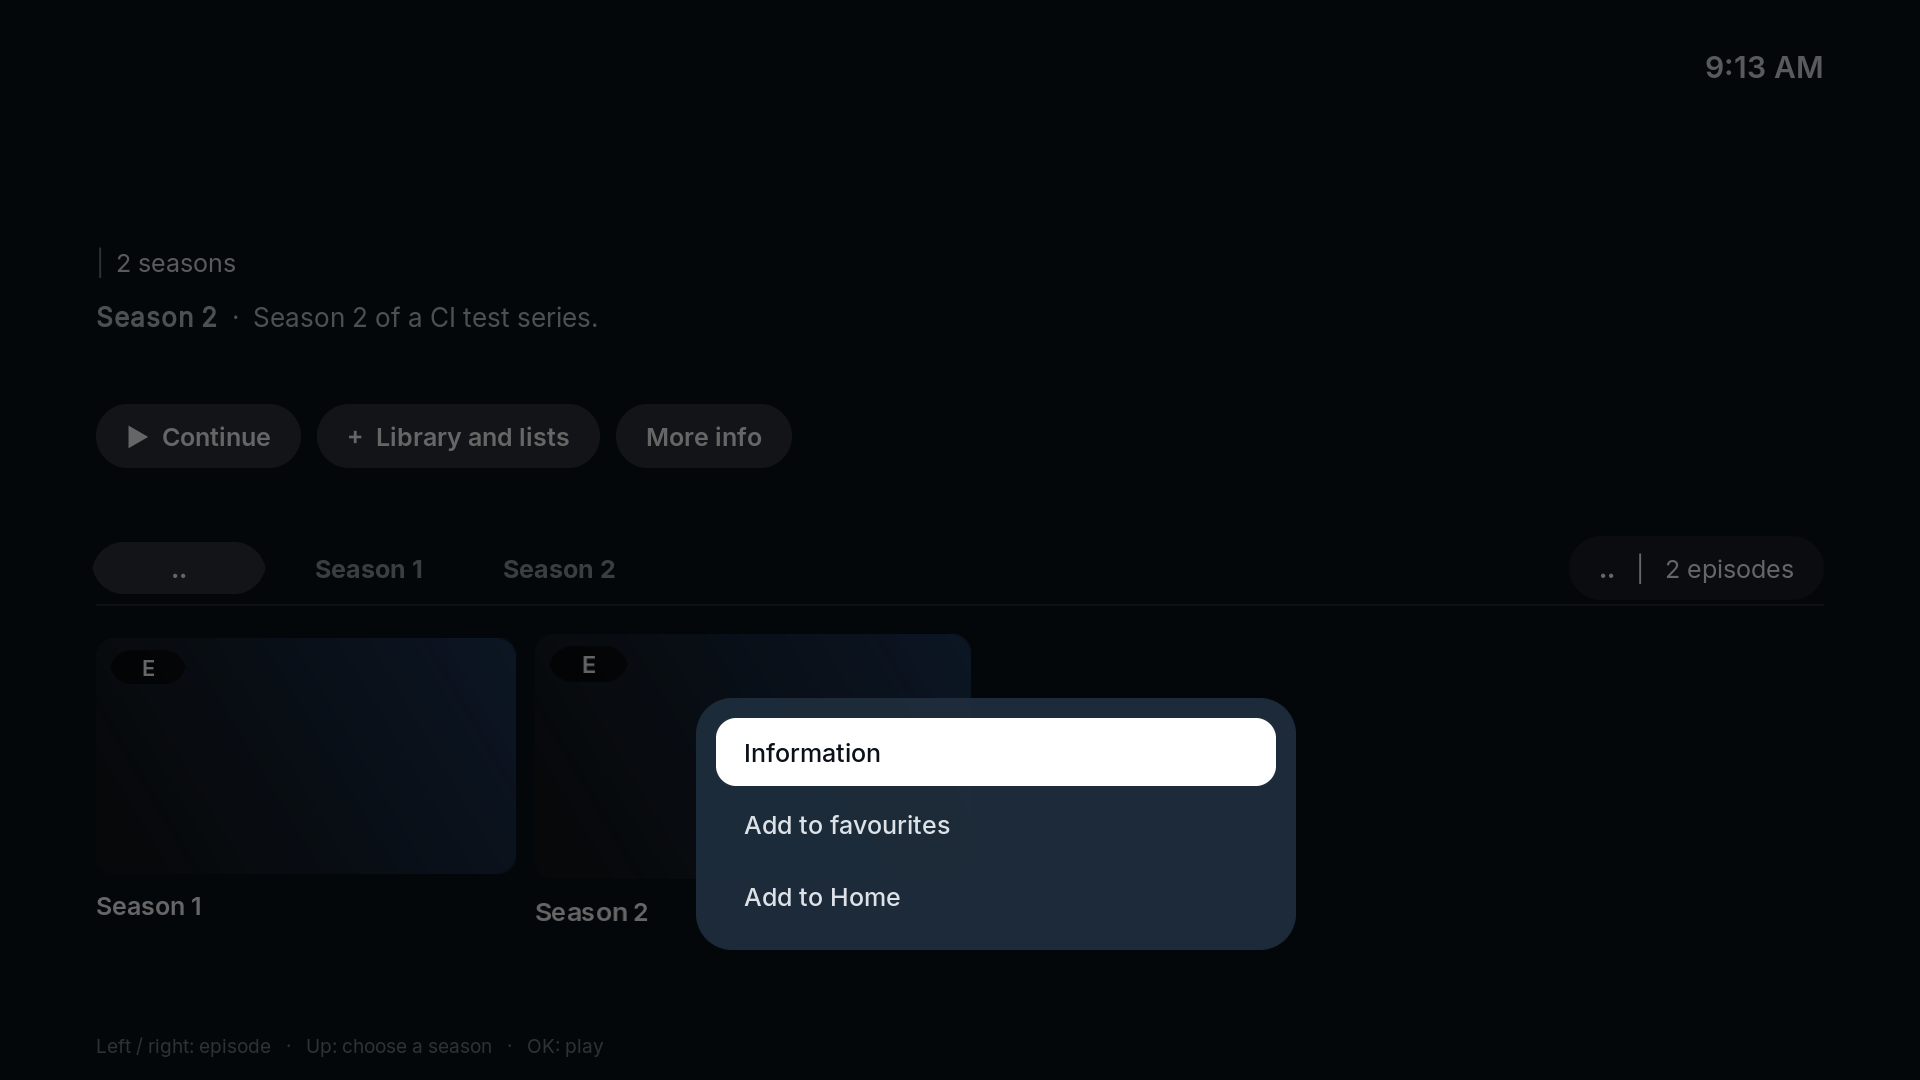 9:13 AM
2 seasons
Season 2 · Season 2 of a CI test series.
Continue
+ Library and lists
More info
..
Season 1
Season 2
.. | 2 episodes
E
E
Information
Add to favourites
Add to Home
Season 1
Season 2
Left / right: episode · Up: choose a season · OK: play